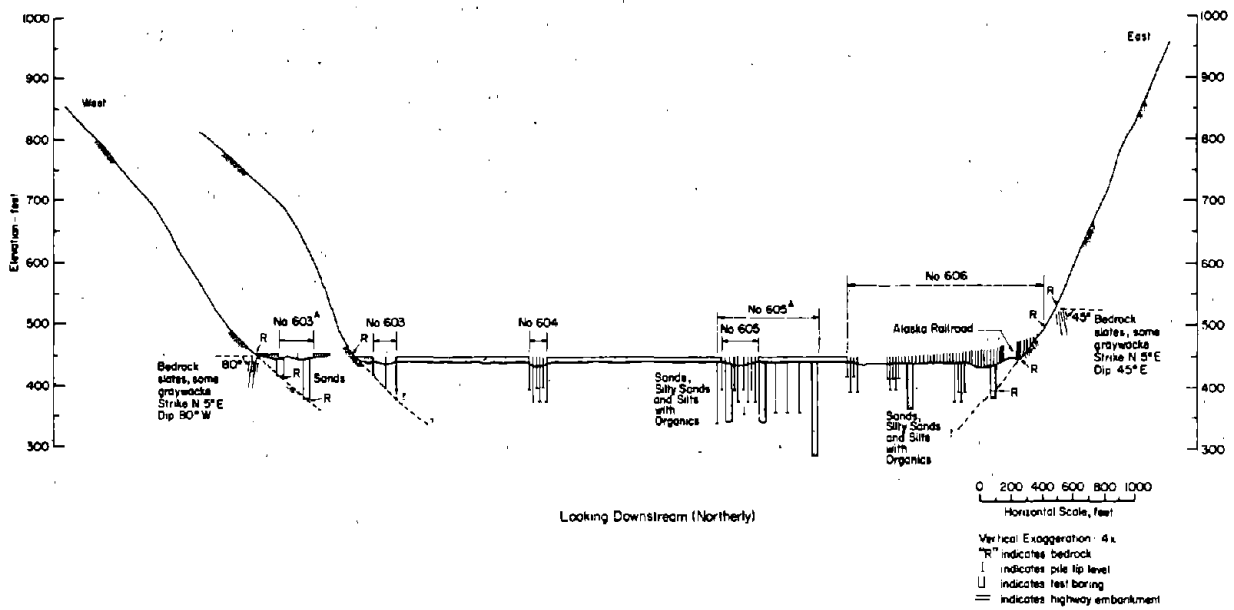 1000
900
800
700
600
500
400
300
Elevation - feet
West
East
1000
900
800
700
600
500
400
300
No 603A
No 603
No 604
No 605A
No 605
No 606
Alaska Railroad
R
R
R
R
R
R
R
R
80°
45°
Bedrock
slates, some
graywacke
Strike N 5° E
Dip 80° W
Sands
Sands,
Silty Sands
and Silts
with
Organics
Sands,
Silty Sands
and Silts
with
Organics
Bedrock
slates, some
graywacke
Strike N 5° E
Dip 45° E
?
?
?
?
Looking Downstream (Northerly)
0 200 400 600 800 1000
Horizontal Scale, feet
Vertical Exaggeration · 4x
"R" indicates bedrock
indicates pile tip level
indicates test boring
indicates highway embankment